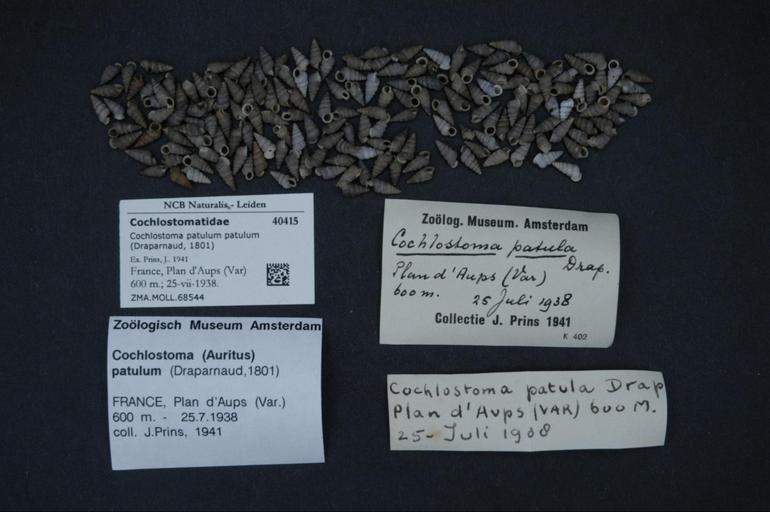 NCB Naturalis - Leiden
Cochlostomatidae 40415
Cochlostoma patulum patulum
(Draparnaud, 1801)
Ex. Prins, J.. 1941
France, Plan d'Aups (Var)
600 m.; 25-vii-1938.
ZMA.MOLL.68544
Zoölogisch Museum Amsterdam
Cochlostoma (Auritus)
patulum (Draparnaud,1801)
FRANCE, Plan d'Aups (Var.)
600 m. - 25.7.1938
coll. J.Prins, 1941
Zoölog. Museum. Amsterdam
Cochlostoma patula
Drap.
Plan d'Aups (Var)
600 m. 25 Juli 1938
Collectie J. Prins 1941
K 402
Cochlostoma patula Drap
Plan d'Aups (VAR) 600 M.
25- Juli 1938